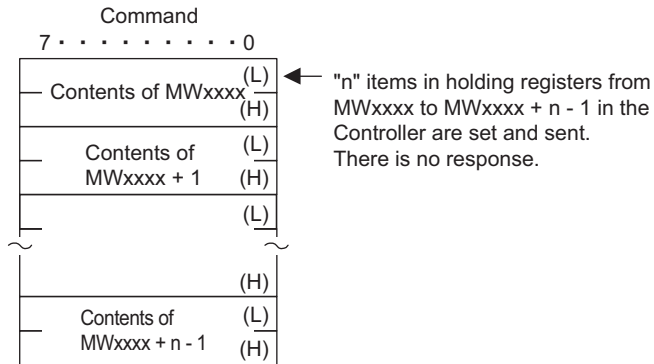 Command
7 · · · · · · · · · 0
(L)
Contents of MWxxxx
(H)
"n" items in holding registers from
MWxxxx to MWxxxx + n - 1 in the
Controller are set and sent.
There is no response.
(L)
Contents of
MWxxxx + 1
(H)
(L)
(H)
(L)
Contents of
MWxxxx + n - 1
(H)